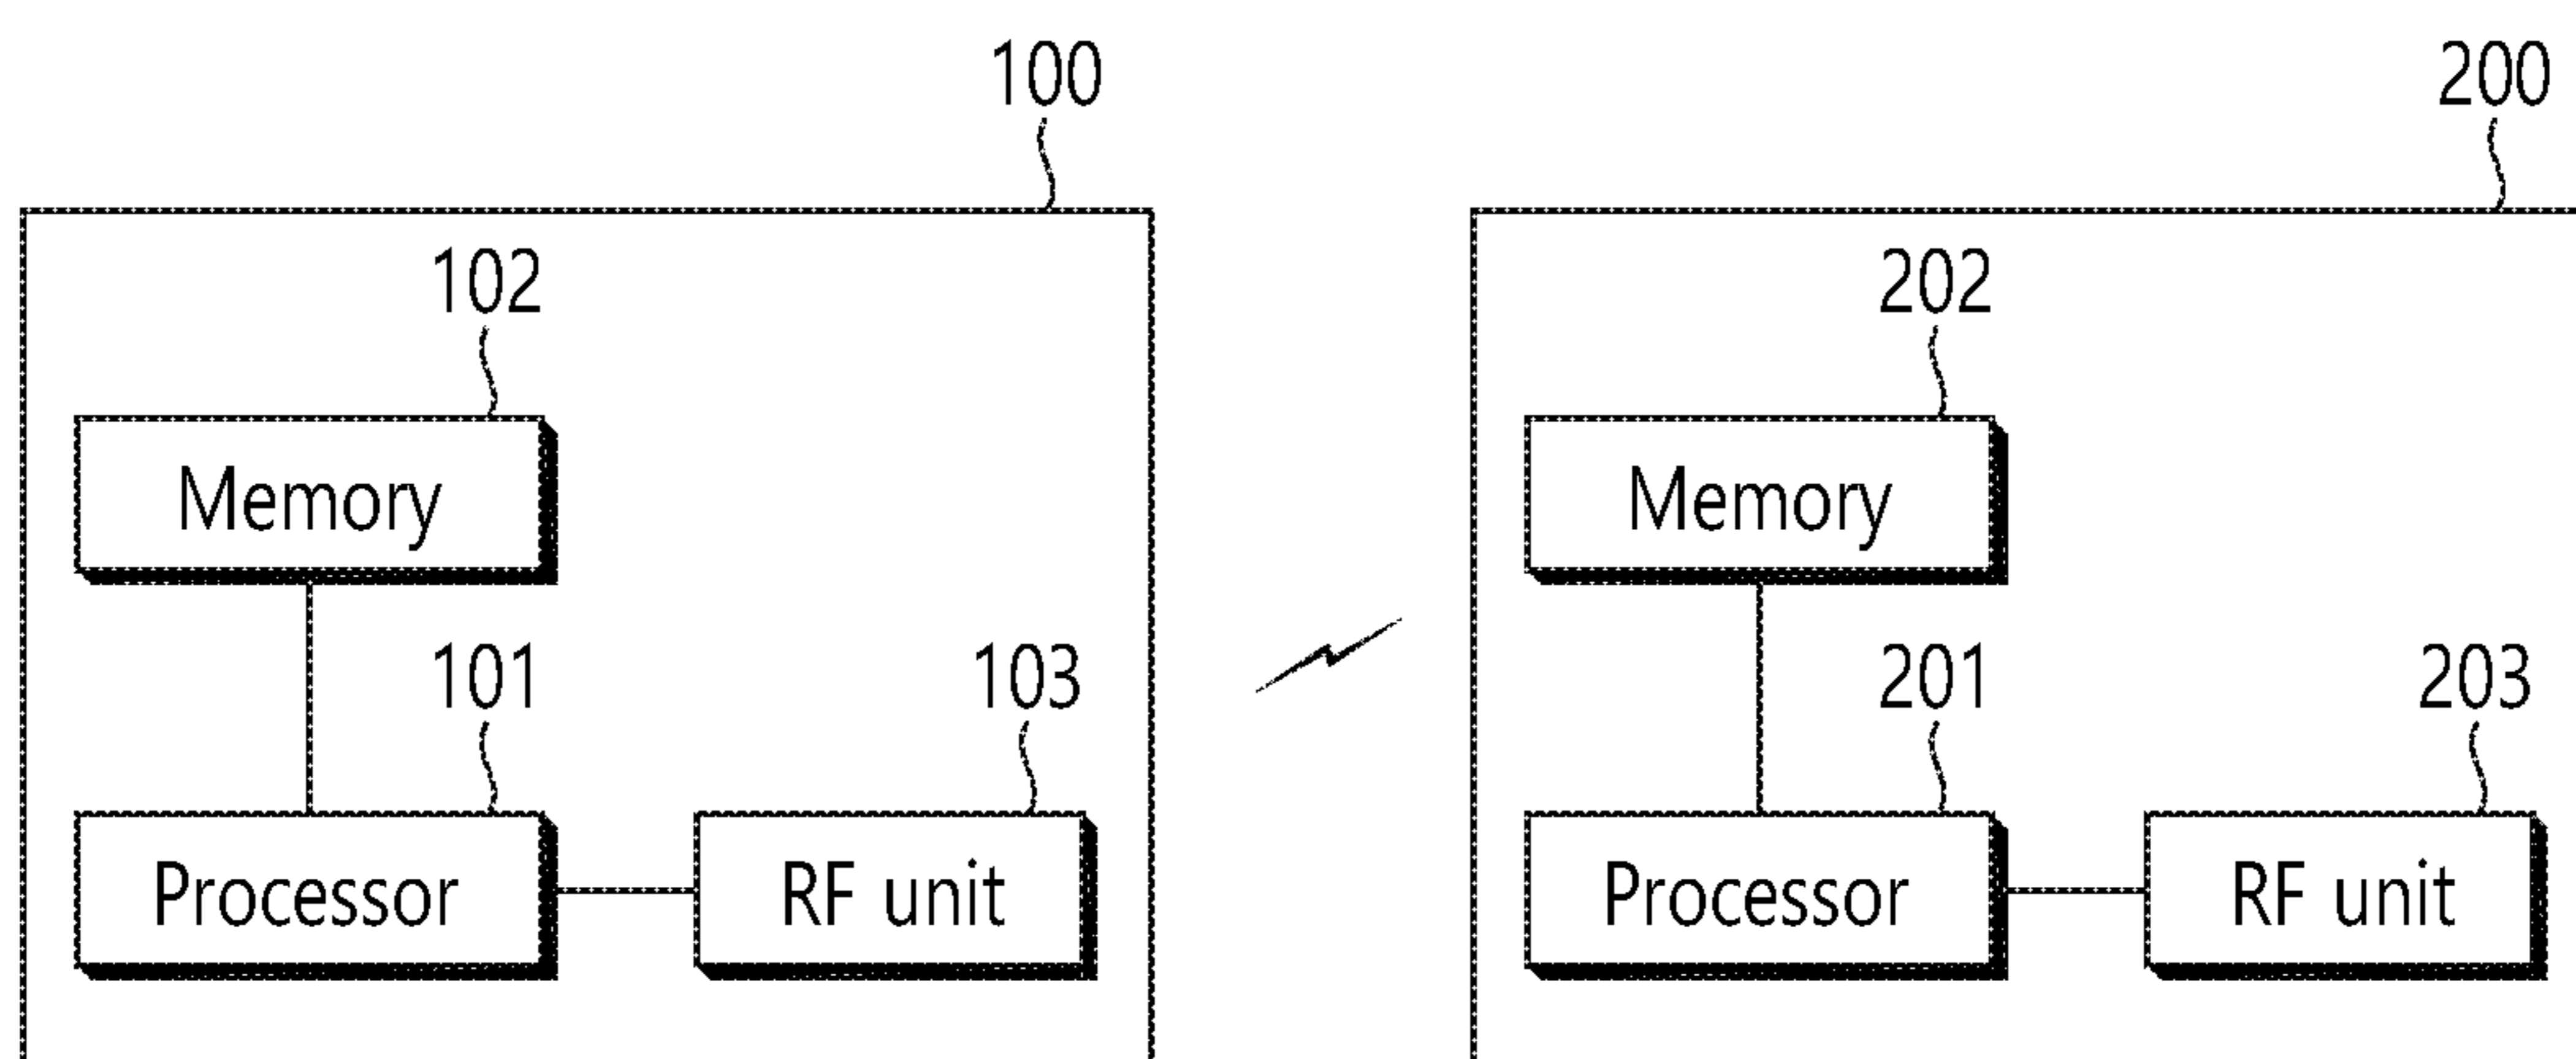 100 200
102 202
Memory Memory
101 103 201 203
Processor RF unit Processor RF unit